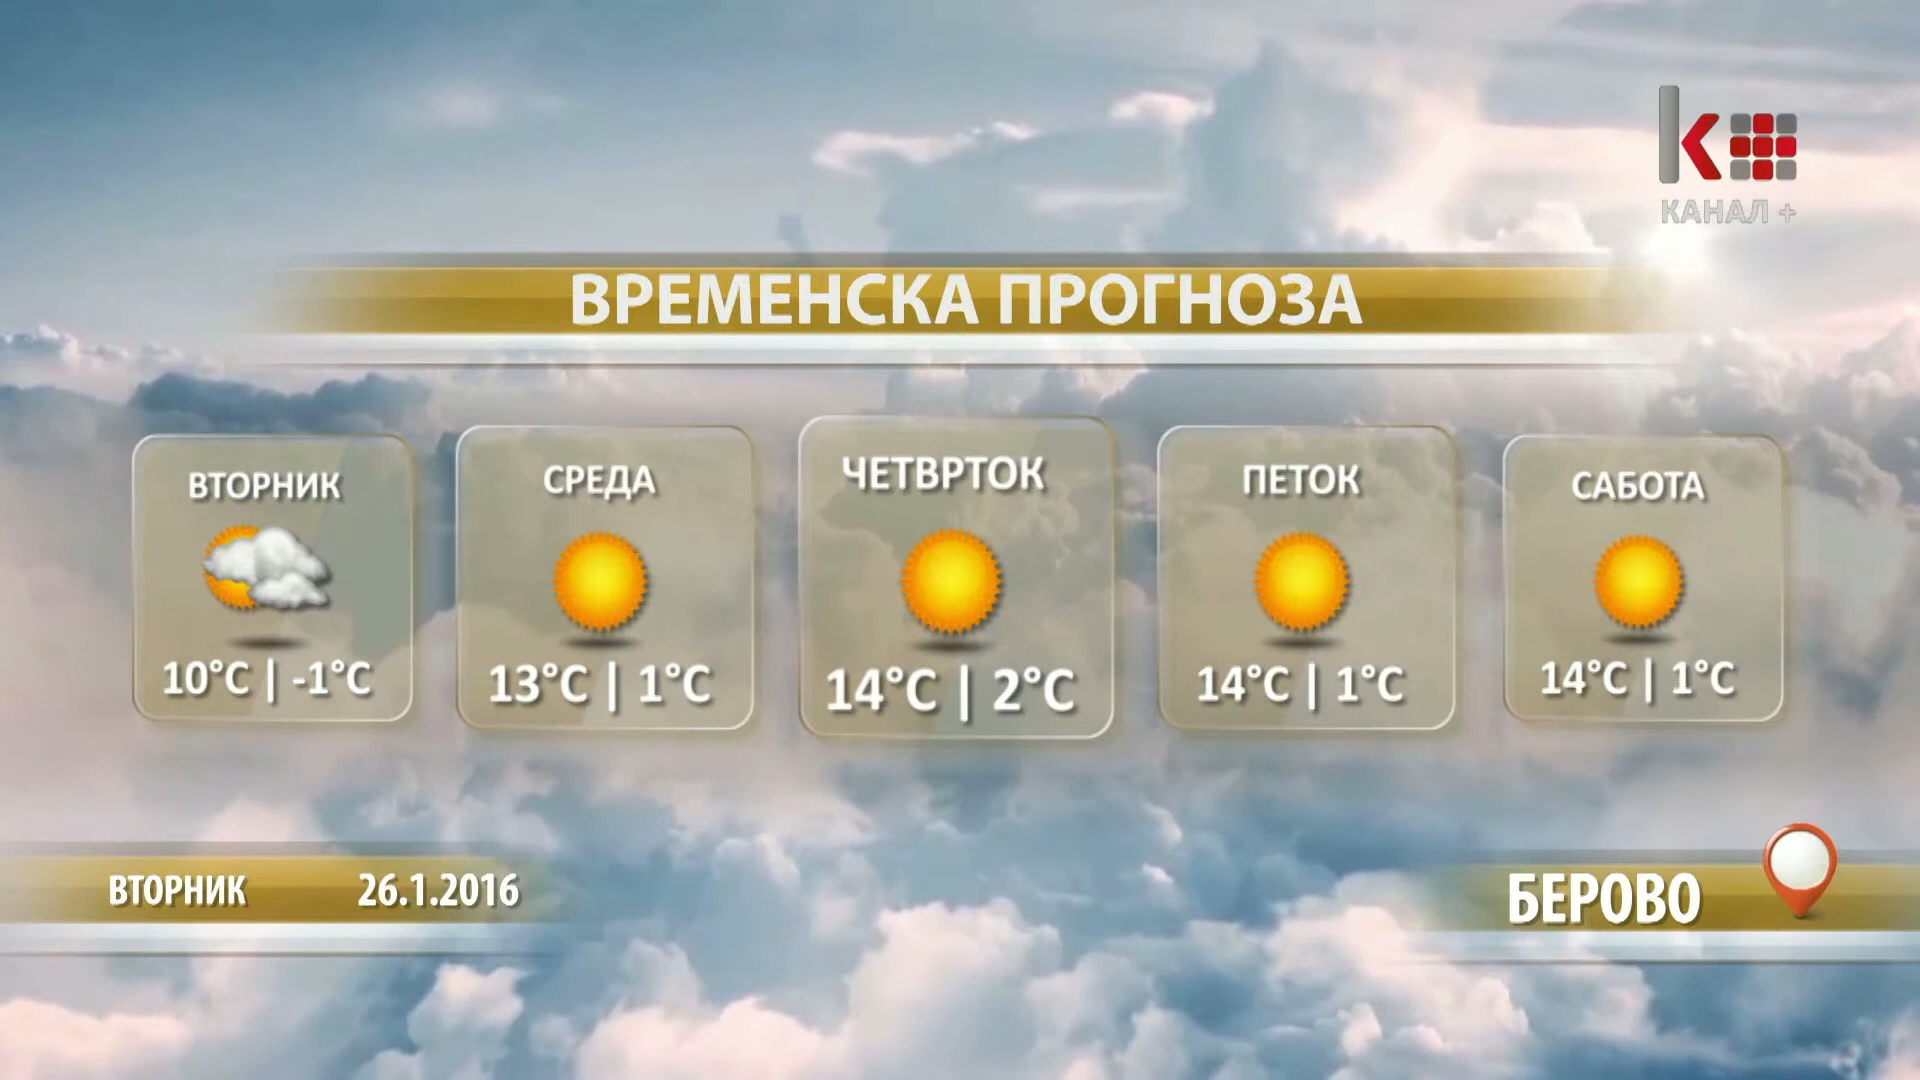 K
КАНАЛ +
ВРЕМЕНСКА ПРОГНОЗА
ВТОРНИК
10°C | -1°C
СРЕДА
13°C | 1°C
ЧЕТВРТОК
14°C | 2°C
ПЕТОК
14°C | 1°C
САБОТА
14°C | 1°C
ВТОРНИК 26.1.2016
БЕРОВО